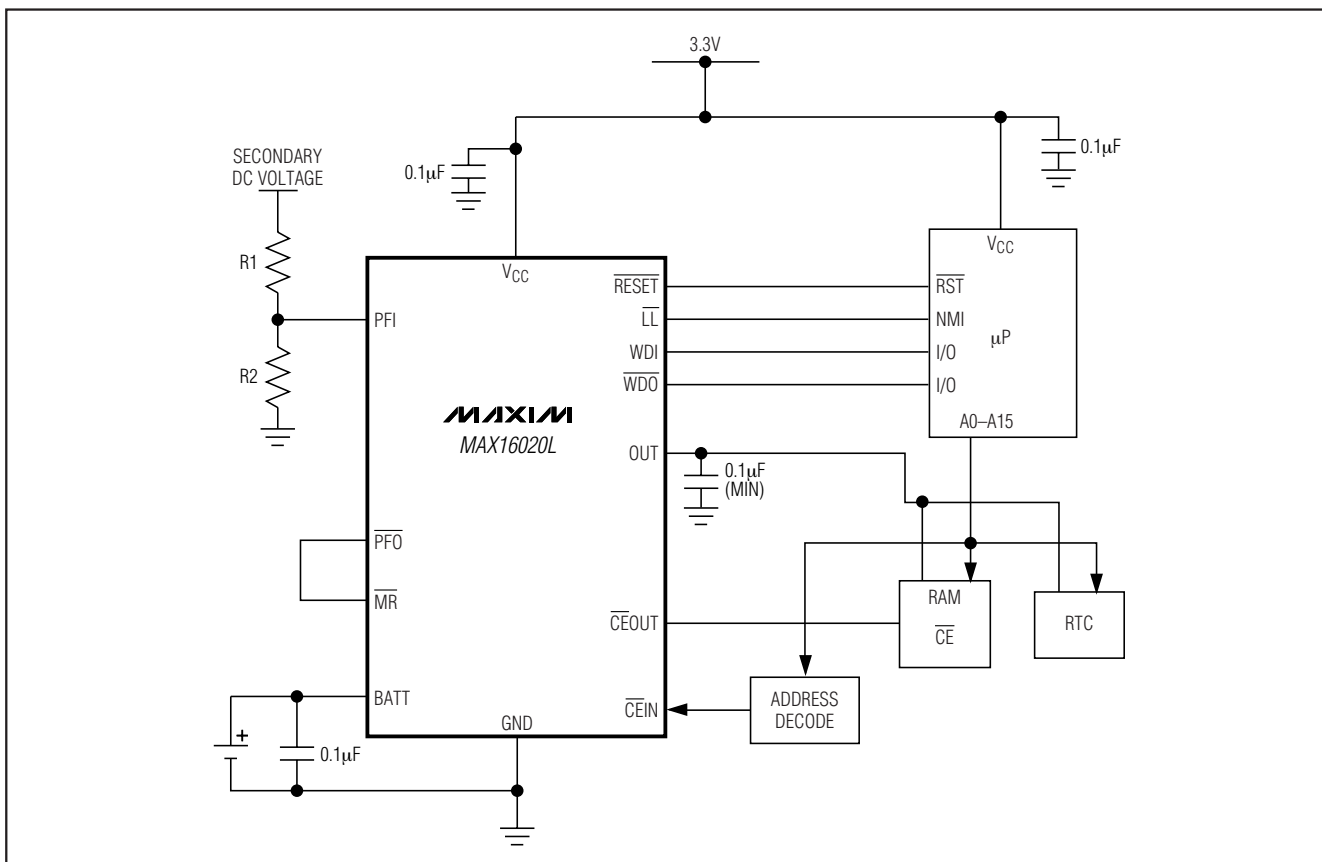 3.3V
0.1µF
0.1µF
SECONDARY
DC VOLTAGE
R1
R2
VCC
PFI
PFO
MR
BATT
GND
RESET
LL
WDI
WDO
OUT
CEOUT
CEIN
MAXIM
MAX16020L
VCC
RST
NMI
I/O
I/O
µP
A0–A15
0.1µF
(MIN)
RAM
CE
RTC
ADDRESS
DECODE
+
0.1µF